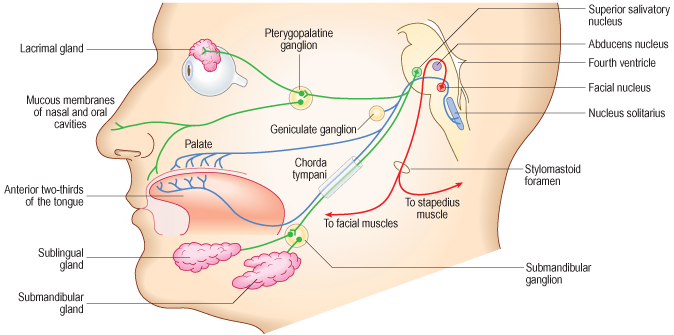 Superior salivatory
nucleus
Abducens nucleus
Fourth ventricle
Facial nucleus
Nucleus solitarius
Lacrimal gland
Pterygopalatine
ganglion
Mucous membranes
of nasal and oral
cavities
Geniculate ganglion
Palate
Chorda
tympani
Stylomastoid
foramen
Anterior two-thirds
of the tongue
To stapedius
muscle
To facial muscles
Sublingual
gland
Submandibular
ganglion
Submandibular
gland